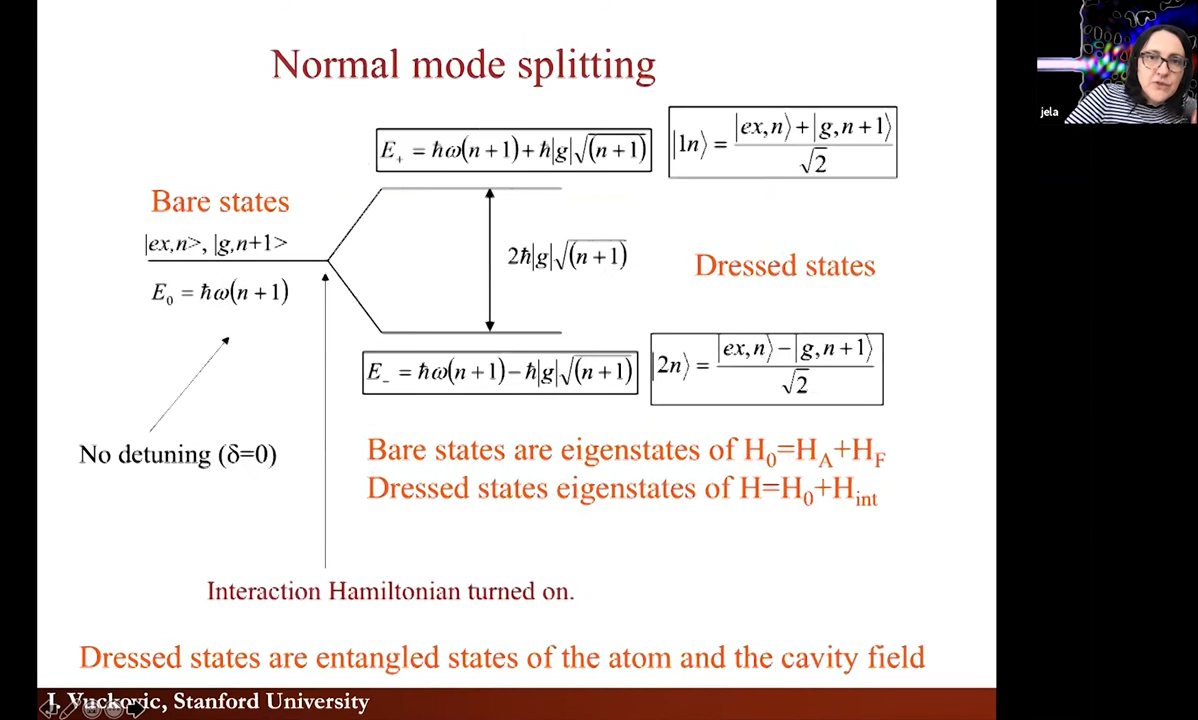 Normal mode splitting
E₊ = ħω(n+1)+ħ|g|√(n+1)
|1n⟩ = (|ex,n⟩+|g,n+1⟩)/√2
jela
Bare states
|ex,n>, |g,n+1>
E₀ = ħω(n+1)
2ħ|g|√(n+1)
Dressed states
E₋ = ħω(n+1)−ħ|g|√(n+1)
|2n⟩ = (|ex,n⟩−|g,n+1⟩)/√2
No detuning (δ=0)
Bare states are eigenstates of H₀=H_A+H_F
Dressed states eigenstates of H=H₀+H_int
Interaction Hamiltonian turned on.
Dressed states are entangled states of the atom and the cavity field
J. Vuckovic, Stanford University